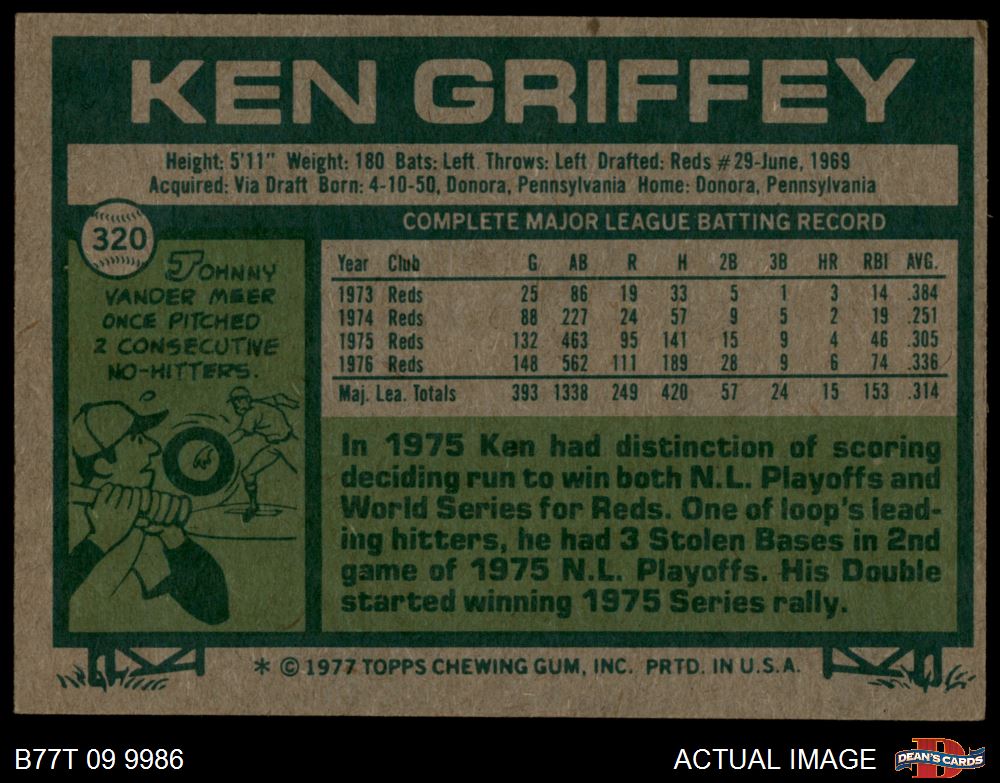 KEN GRIFFEY
Height: 5'11" Weight: 180 Bats: Left Throws: Left Drafted: Reds #29-June, 1969
Acquired: Via Draft Born: 4-10-50, Donora, Pennsylvania Home: Donora, Pennsylvania
320
JOHNNY
VANDER MEER
ONCE PITCHED
2 CONSECUTIVE
NO-HITTERS.
COMPLETE MAJOR LEAGUE BATTING RECORD
Year Club G AB R H 2B 3B HR RBI AVG.
1973 Reds 25 86 19 33 5 1 3 14 .384
1974 Reds 88 227 24 57 9 5 2 19 .251
1975 Reds 132 463 95 141 15 9 4 46 .305
1976 Reds 148 562 111 189 28 9 6 74 .336
Maj. Lea. Totals 393 1338 249 420 57 24 15 153 .314
In 1975 Ken had distinction of scoring
deciding run to win both N.L. Playoffs and
World Series for Reds. One of loop's lead-
ing hitters, he had 3 Stolen Bases in 2nd
game of 1975 N.L. Playoffs. His Double
started winning 1975 Series rally.
* © 1977 TOPPS CHEWING GUM, INC. PRTD. IN U.S.A.
B77T 09 9986
ACTUAL IMAGE
D
DEAN'S CARDS